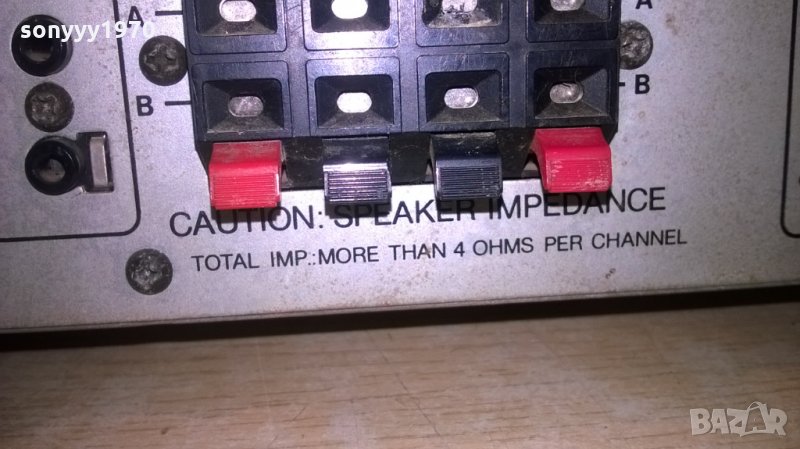 sonyyy1970
A A
B B
CAUTION: SPEAKER IMPEDANCE
TOTAL IMP.:MORE THAN 4 OHMS PER CHANNEL
BAZAR